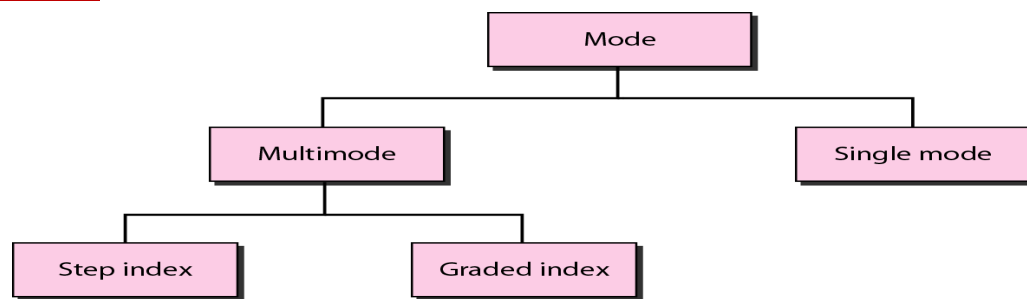 Mode
Multimode
Single mode
Step index
Graded index